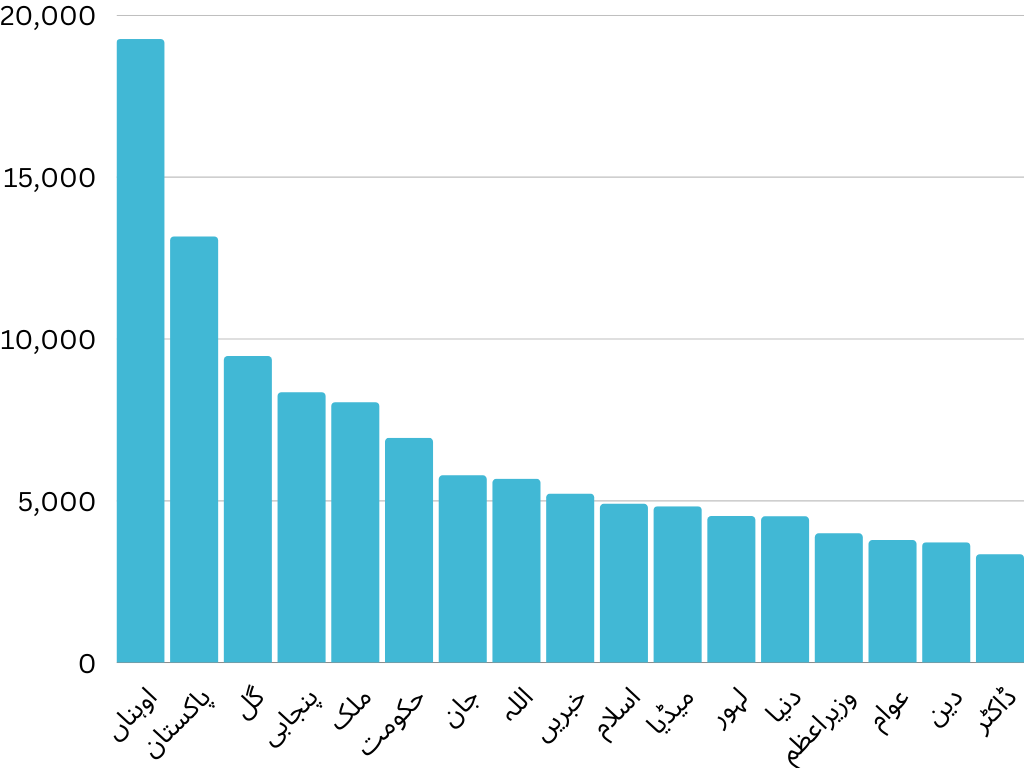 20,000
15,000
10,000
5,000
0
اوہناں
پاکستان
گل
پنجابی
ملک
حکومت
جان
اللہ
خبریں
اسلام
میڈیا
لہور
دنیا
وزیراعظم
عوام
دین
ڈاکٹر